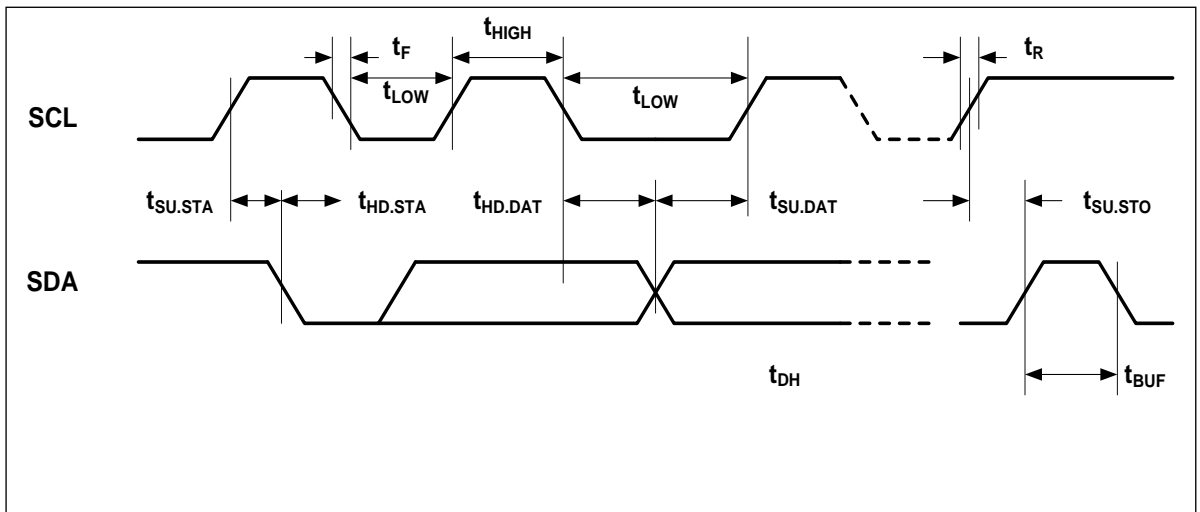 tHIGH
tF
tR
tLOW
tLOW
SCL
tSU.STA
tHD.STA
tHD.DAT
tSU.DAT
tSU.STO
SDA
tDH
tBUF